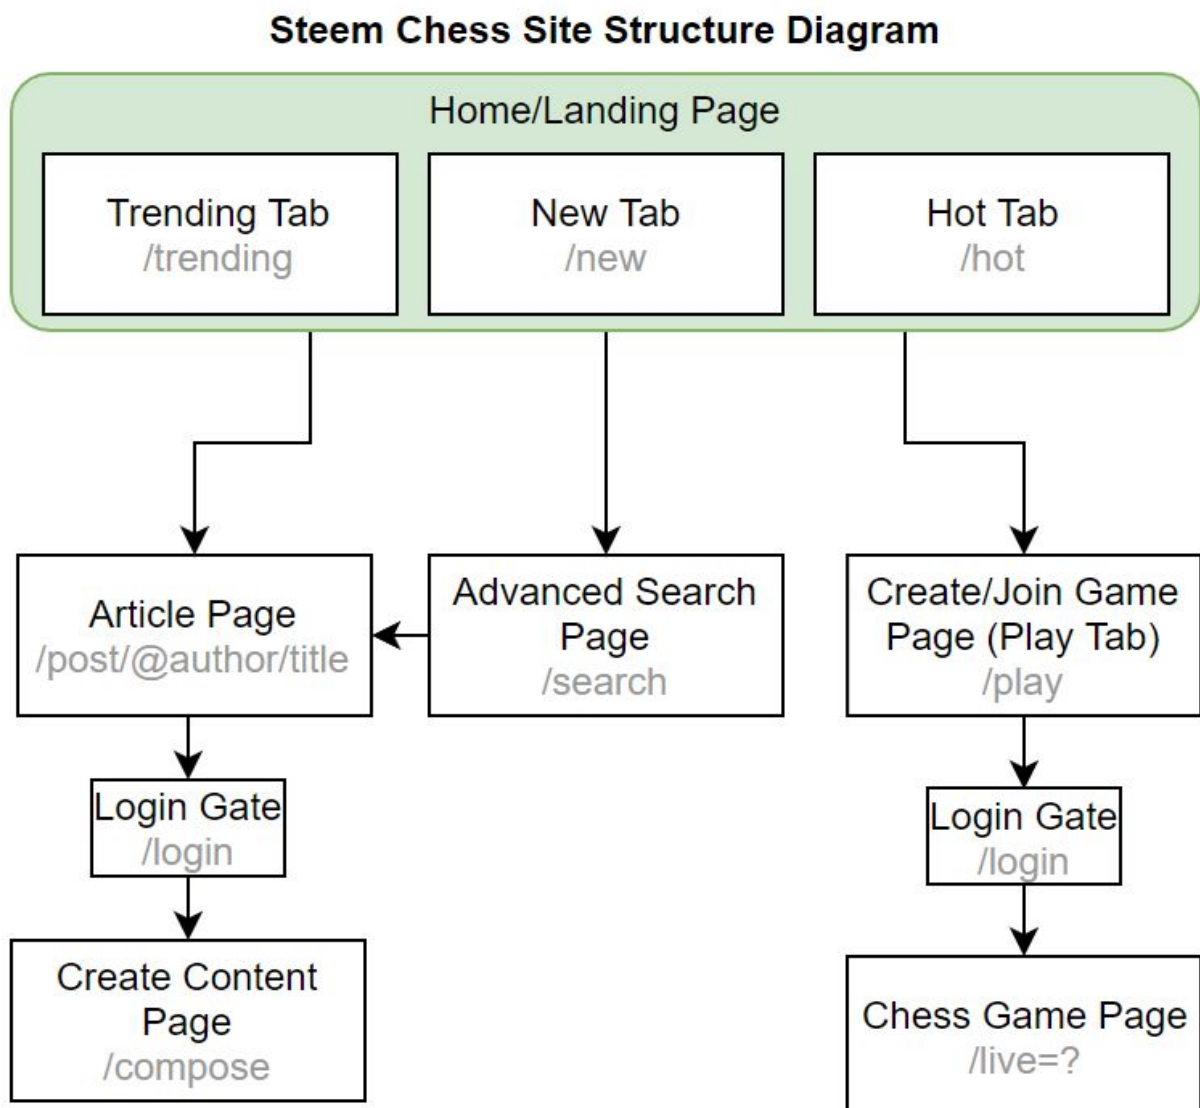 Steem Chess Site Structure Diagram
Home/Landing Page
Trending Tab
/trending
New Tab
/new
Hot Tab
/hot
Article Page
/post/@author/title
Advanced Search
Page
/search
Create/Join Game
Page (Play Tab)
/play
Login Gate
/login
Login Gate
/login
Create Content
Page
/compose
Chess Game Page
/live=?